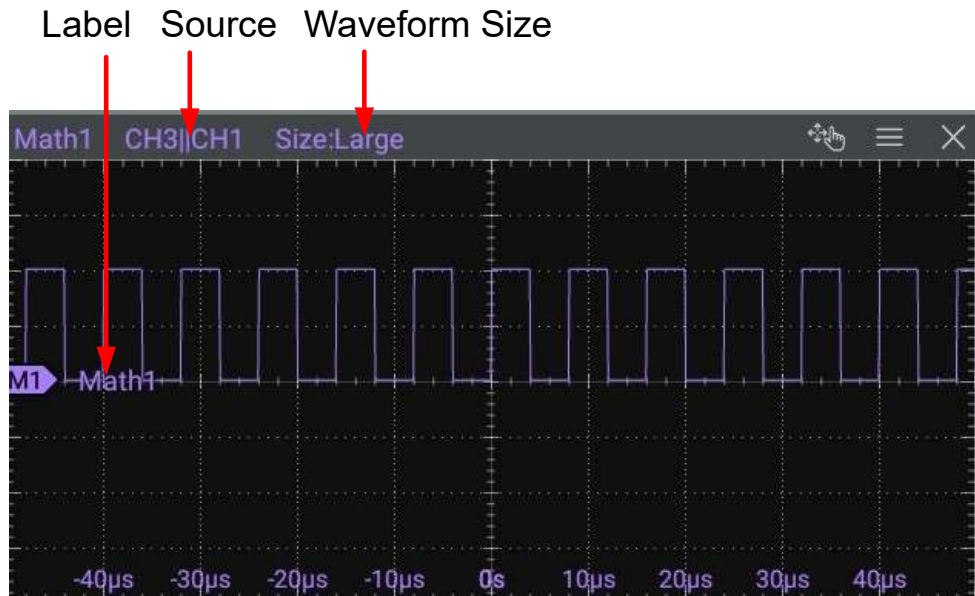 Label Source Waveform Size
Math1 CH3||CH1 Size:Large
M1 Math1
-40µs -30µs -20µs -10µs 0s 10µs 20µs 30µs 40µs